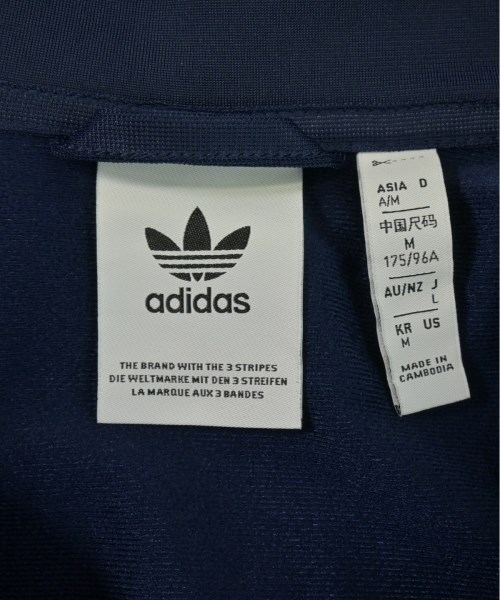 adidas
THE BRAND WITH THE 3 STRIPES
DIE WELTMARKE MIT DEN 3 STREIFEN
LA MARQUE AUX 3 BANDES
ASIA D
A/M
中国尺码
M
175/96A
AU/NZ J
L
KR US
M
MADE IN
CAMBODIA